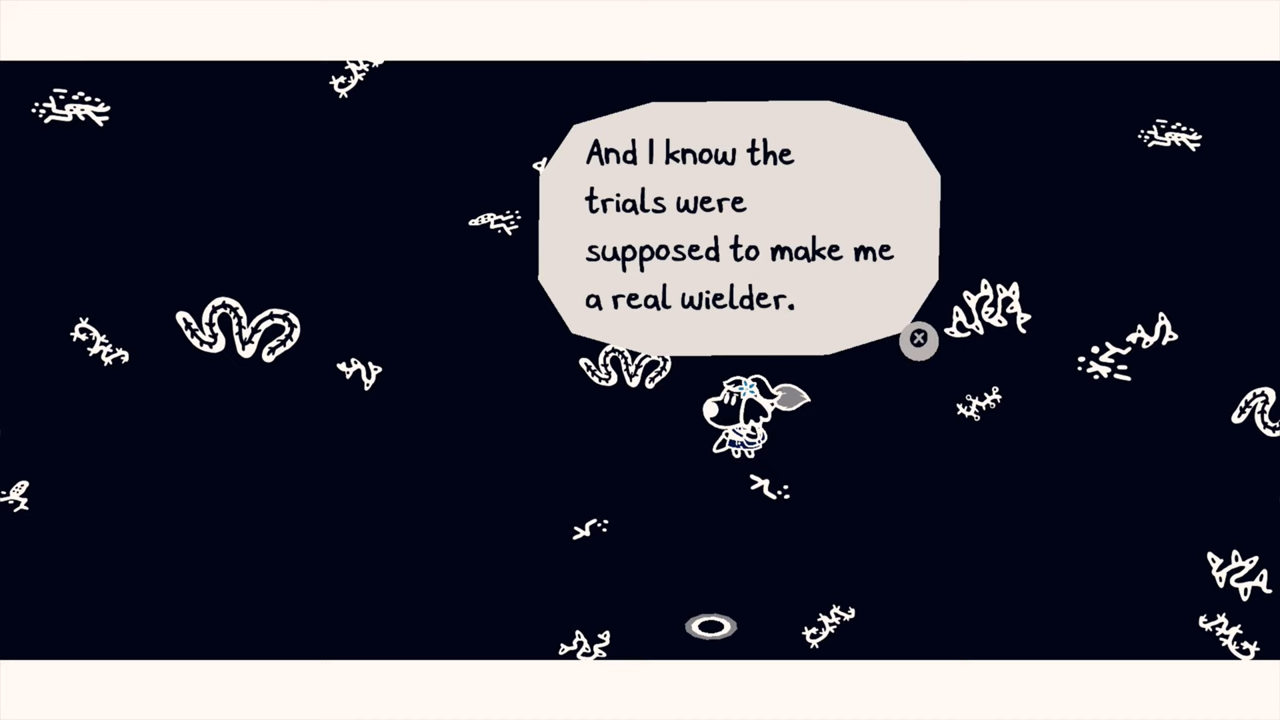 And I know the
trials were
supposed to make me
a real wielder.